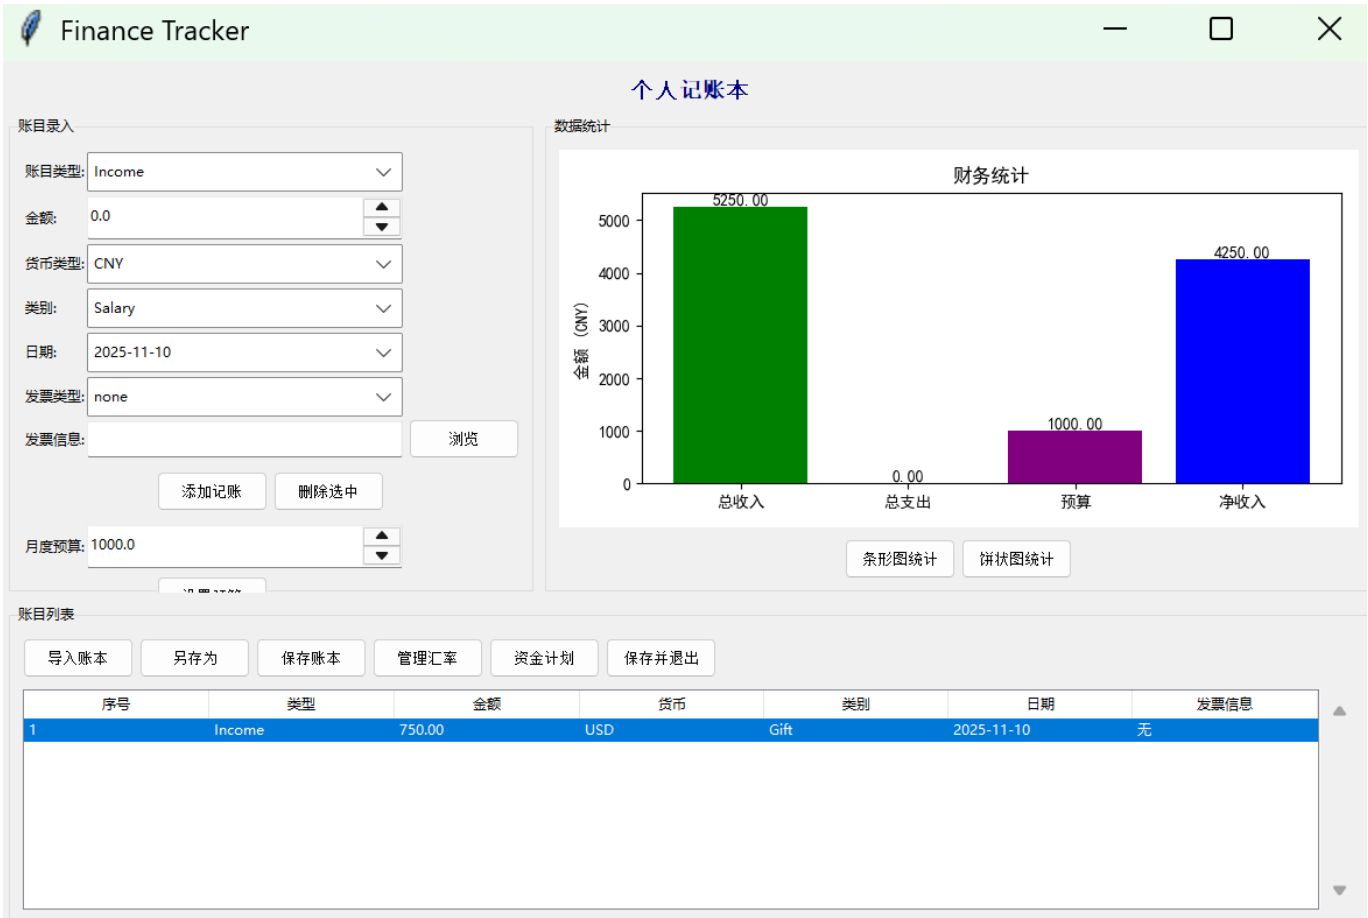 Finance Tracker
个人记账本
账目录入
账目类型: Income
金额: 0.0
货币类型: CNY
类别: Salary
日期: 2025-11-10
发票类型: none
发票信息: 浏览
添加记账 删除选中
月度预算: 1000.0
数据统计
财务统计
金额 (CNY)
5000
4000
3000
2000
1000
0
5250.00
0.00
1000.00
4250.00
总收入 总支出 预算 净收入
条形图统计 饼状图统计
账目列表
导入账本 另存为 保存账本 管理汇率 资金计划 保存并退出
序号 类型 金额 货币 类别 日期 发票信息
1 Income 750.00 USD Gift 2025-11-10 无